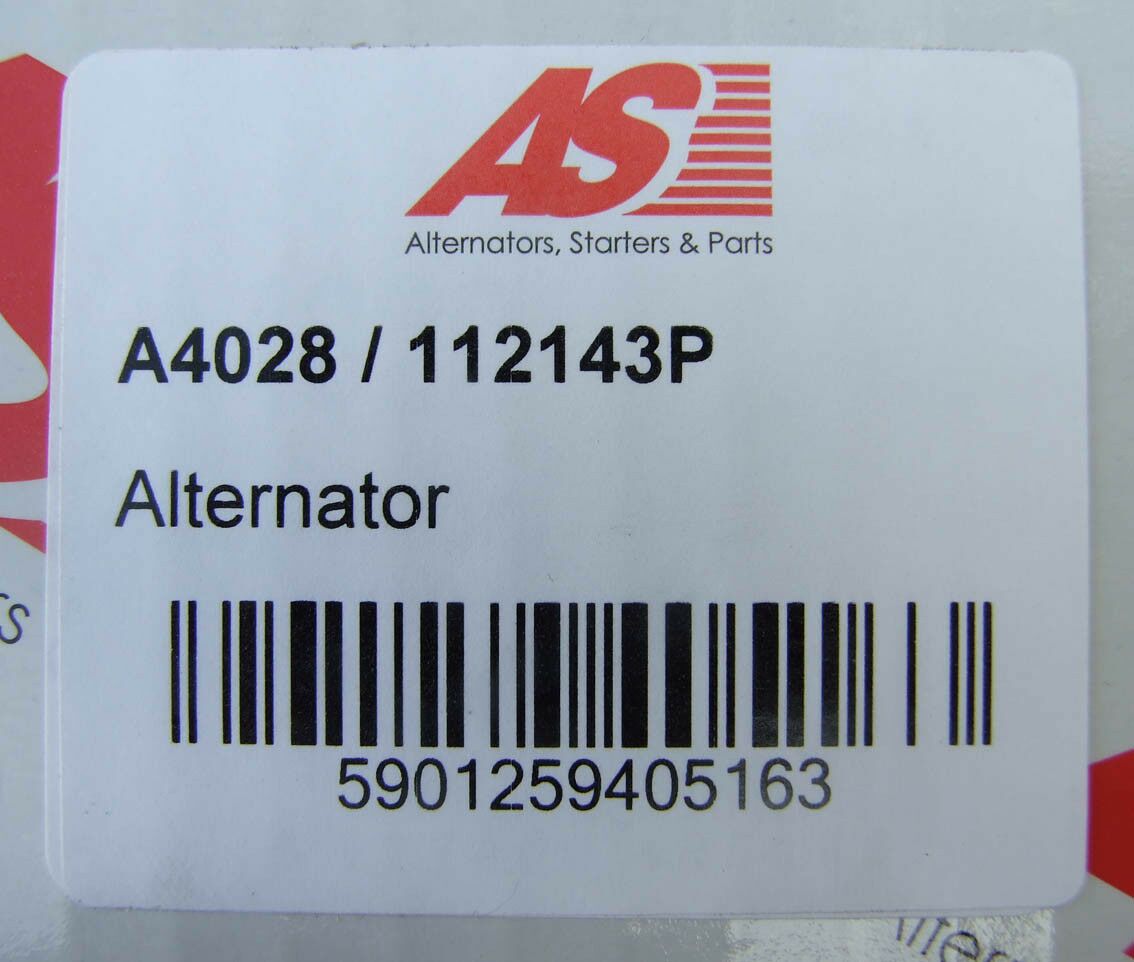 AS
Alternators, Starters & Parts
A4028 / 112143P
Alternator
5901259405163